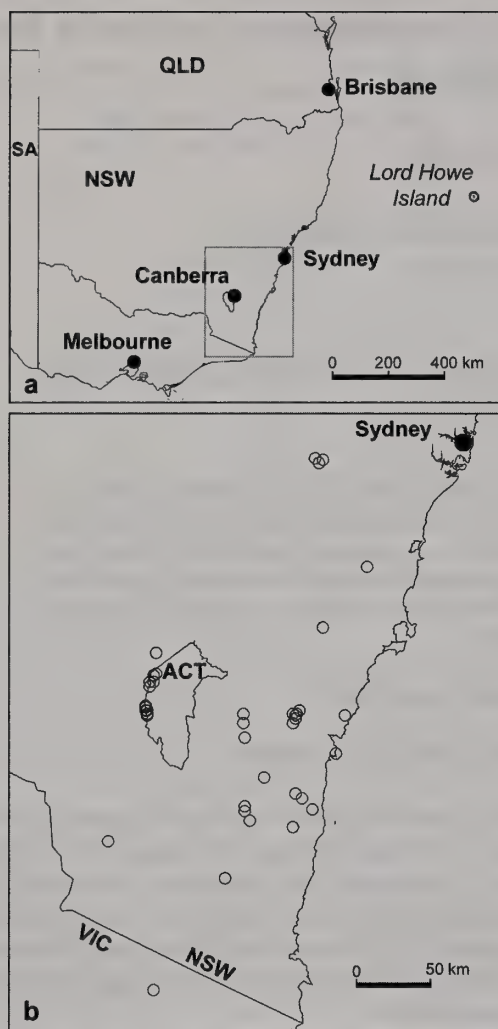 QLD
Brisbane
SA
NSW
Lord Howe
Island
Sydney
Canberra
Melbourne
0 200 400 km
a
Sydney
ACT
VIC
NSW
0 50 km
b